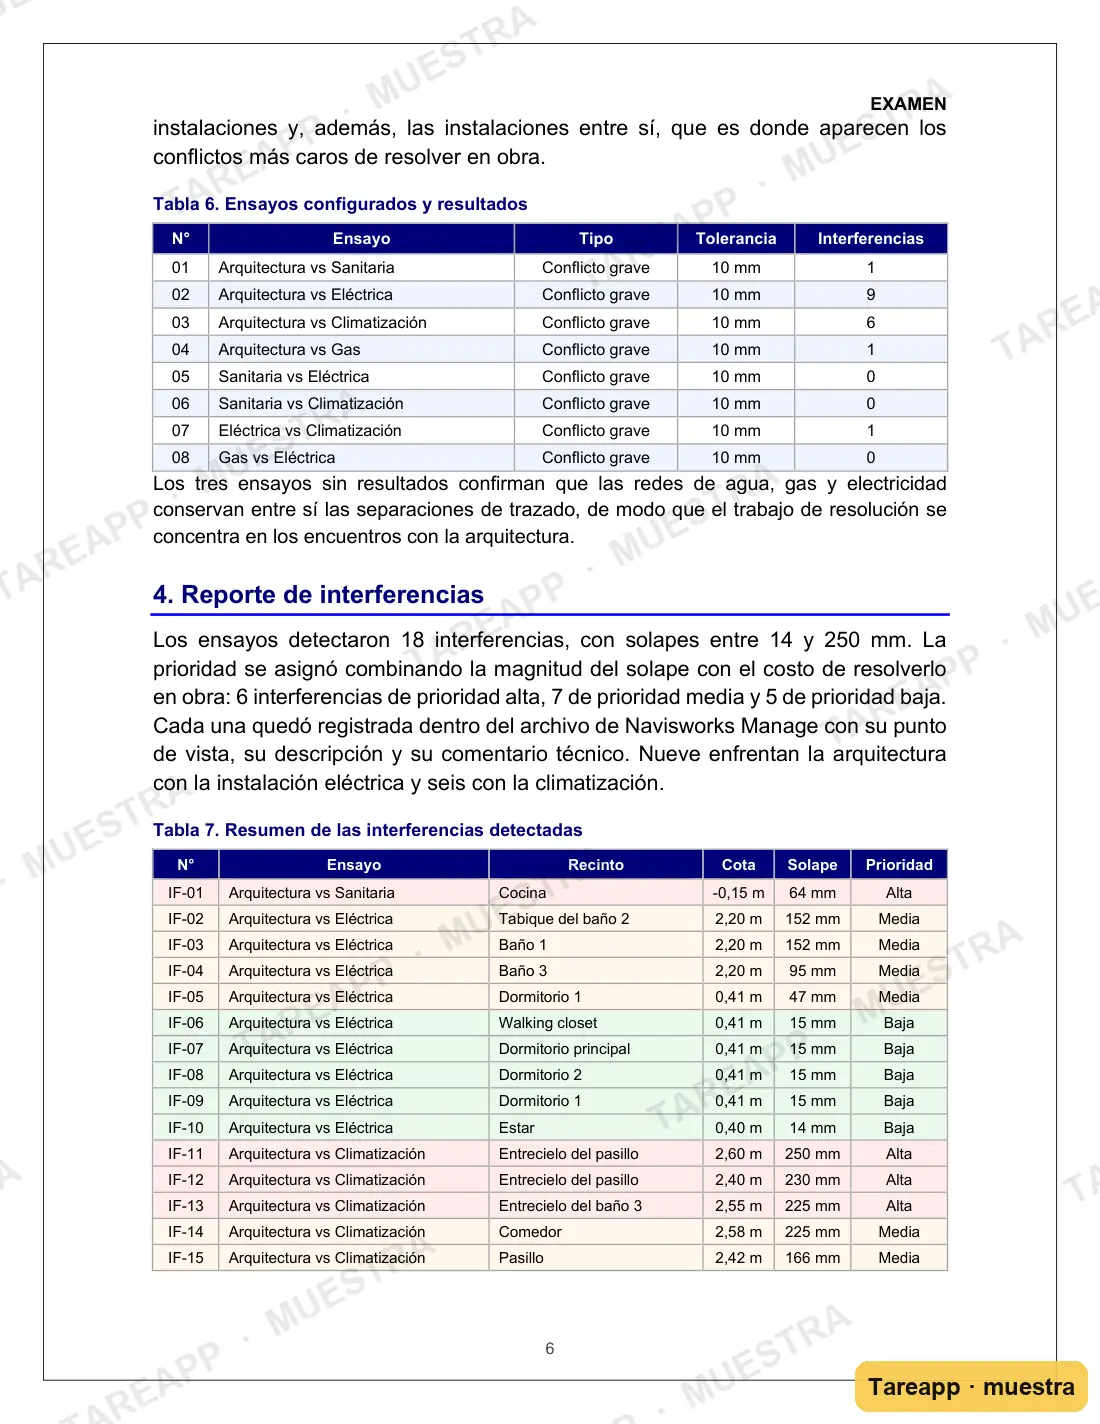 EXAMEN
instalaciones y, además, las instalaciones entre sí, que es donde aparecen los
conflictos más caros de resolver en obra.
Tabla 6. Ensayos configurados y resultados
N° Ensayo Tipo Tolerancia Interferencias
01 Arquitectura vs Sanitaria Conflicto grave 10 mm 1
02 Arquitectura vs Eléctrica Conflicto grave 10 mm 9
03 Arquitectura vs Climatización Conflicto grave 10 mm 6
04 Arquitectura vs Gas Conflicto grave 10 mm 1
05 Sanitaria vs Eléctrica Conflicto grave 10 mm 0
06 Sanitaria vs Climatización Conflicto grave 10 mm 0
07 Eléctrica vs Climatización Conflicto grave 10 mm 1
08 Gas vs Eléctrica Conflicto grave 10 mm 0
Los tres ensayos sin resultados confirman que las redes de agua, gas y electricidad
conservan entre sí las separaciones de trazado, de modo que el trabajo de resolución se
concentra en los encuentros con la arquitectura.
4. Reporte de interferencias
Los ensayos detectaron 18 interferencias, con solapes entre 14 y 250 mm. La
prioridad se asignó combinando la magnitud del solape con el costo de resolverlo
en obra: 6 interferencias de prioridad alta, 7 de prioridad media y 5 de prioridad baja.
Cada una quedó registrada dentro del archivo de Navisworks Manage con su punto
de vista, su descripción y su comentario técnico. Nueve enfrentan la arquitectura
con la instalación eléctrica y seis con la climatización.
Tabla 7. Resumen de las interferencias detectadas
N° Ensayo Recinto Cota Solape Prioridad
IF-01 Arquitectura vs Sanitaria Cocina -0,15 m 64 mm Alta
IF-02 Arquitectura vs Eléctrica Tabique del baño 2 2,20 m 152 mm Media
IF-03 Arquitectura vs Eléctrica Baño 1 2,20 m 152 mm Media
IF-04 Arquitectura vs Eléctrica Baño 3 2,20 m 95 mm Media
IF-05 Arquitectura vs Eléctrica Dormitorio 1 0,41 m 47 mm Media
IF-06 Arquitectura vs Eléctrica Walking closet 0,41 m 15 mm Baja
IF-07 Arquitectura vs Eléctrica Dormitorio principal 0,41 m 15 mm Baja
IF-08 Arquitectura vs Eléctrica Dormitorio 2 0,41 m 15 mm Baja
IF-09 Arquitectura vs Eléctrica Dormitorio 1 0,41 m 15 mm Baja
IF-10 Arquitectura vs Eléctrica Estar 0,40 m 14 mm Baja
IF-11 Arquitectura vs Climatización Entrecielo del pasillo 2,60 m 250 mm Alta
IF-12 Arquitectura vs Climatización Entrecielo del pasillo 2,40 m 230 mm Alta
IF-13 Arquitectura vs Climatización Entrecielo del baño 3 2,55 m 225 mm Alta
IF-14 Arquitectura vs Climatización Comedor 2,58 m 225 mm Media
IF-15 Arquitectura vs Climatización Pasillo 2,42 m 166 mm Media
6
Tareapp · muestra
TAREAPP · MUESTRA